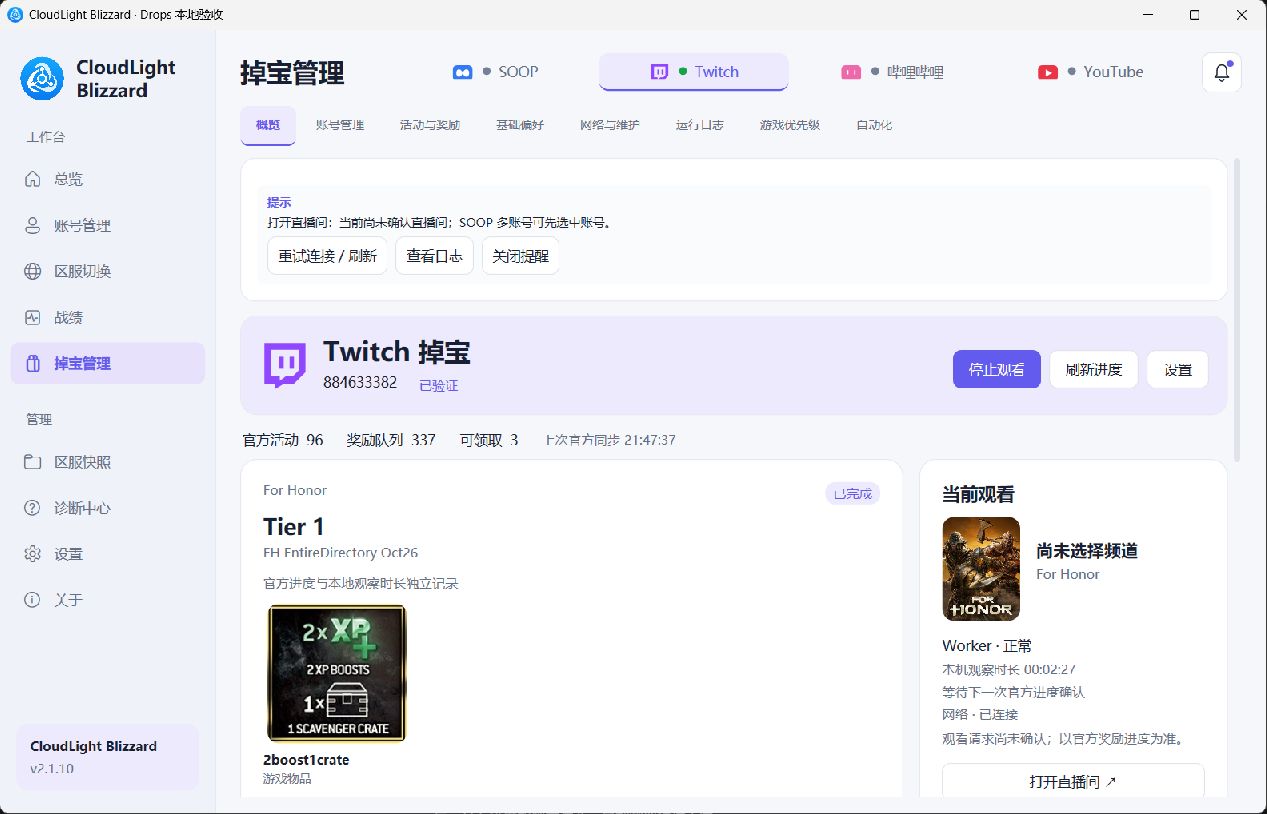 CloudLight Blizzard · Drops 本地验收
CloudLight
Blizzard
工作台
总览
账号管理
区服切换
战绩
掉宝管理
管理
区服快照
诊断中心
设置
关于
CloudLight Blizzard
v2.1.10
掉宝管理
SOOP
Twitch
哔哩哔哩
YouTube
概览
账号管理
活动与奖励
基础偏好
网络与维护
运行日志
游戏优先级
自动化
提示
打开直播间：当前尚未确认直播间；SOOP 多账号可先选中账号。
重试连接 / 刷新
查看日志
关闭提醒
Twitch 掉宝
884633382 已验证
停止观看
刷新进度
设置
官方活动 96 奖励队列 337 可领取 3 上次官方同步 21:47:37
For Honor
已完成
Tier 1
FH EntireDirectory Oct26
官方进度与本地观察时长独立记录
2x XP+
2 XP BOOSTS
1x
1 SCAVENGER CRATE
2boost1crate
游戏物品
当前观看
FOR
HONOR
尚未选择频道
For Honor
Worker · 正常
本机观察时长 00:02:27
等待下一次官方进度确认
网络 · 已连接
观看请求尚未确认；以官方奖励进度为准。
打开直播间 ↗